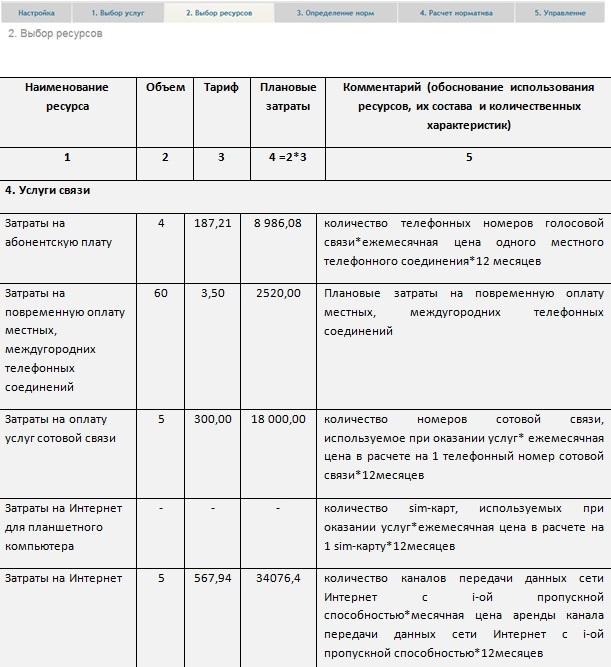 Настройка
1. Выбор услуг
2. Выбор ресурсов
3. Определение норм
4. Расчет норматива
5. Управление
2. Выбор ресурсов
Наименование
ресурса
Объем
Тариф
Плановые
затраты
Комментарий (обоснование использования
ресурсов, их состава и количественных
характеристик)
1
2
3
4 =2*3
5
4. Услуги связи
Затраты на
абонентскую плату
4
187,21
8 986,08
количество телефонных номеров голосовой
связи*ежемесячная цена одного местного
телефонного соединения*12 месяцев
Затраты на
повременную оплату
местных,
междугородних
телефонных
соединений
60
3,50
2520,00
Плановые затраты на повременную оплату
местных, междугородних телефонных
соединений
Затраты на оплату
услуг сотовой связи
5
300,00
18 000,00
количество номеров сотовой связи,
используемое при оказании услуг* ежемесячная
цена в расчете на 1 телефонный номер сотовой
связи*12месяцев
Затраты на Интернет
для планшетного
компьютера
-
-
-
количество sim-карт, используемых при
оказании услуг*ежемесячная цена в расчете на
1 sim-карту*12месяцев
Затраты на Интернет
5
567,94
34076,4
количество каналов передачи данных сети
Интернет с i-ой пропускной
способностью*месячная цена аренды канала
передачи данных сети Интернет с i-ой
пропускной способностью*12месяцев